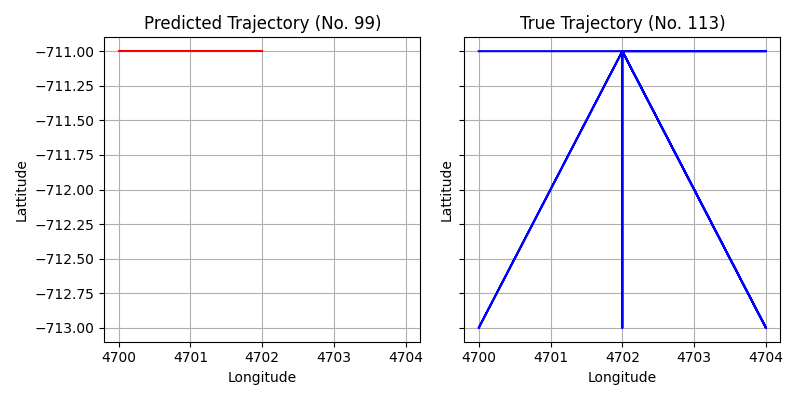 Predicted Trajectory (No. 99)
True Trajectory (No. 113)
Lattitude
−711.00
−711.25
−711.50
−711.75
−712.00
−712.25
−712.50
−712.75
−713.00
4700 4701 4702 4703 4704
Longitude
Lattitude
4700 4701 4702 4703 4704
Longitude